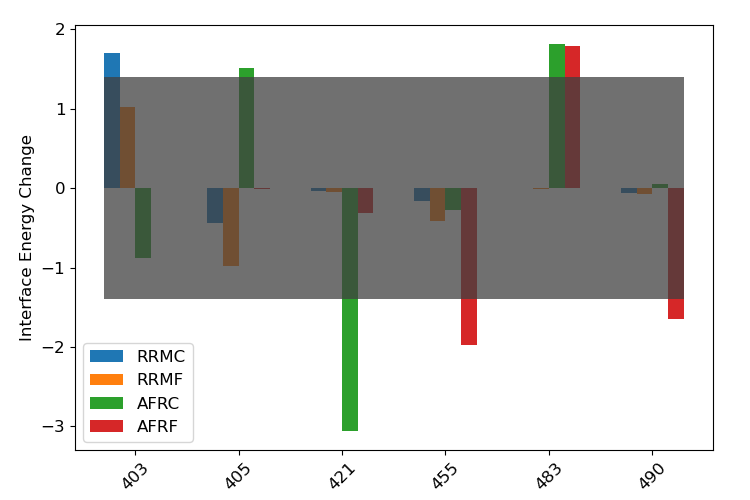 2
1
0
−1
−2
−3
Interface Energy Change
RRMC
RRMF
AFRC
AFRF
403
405
421
455
483
490